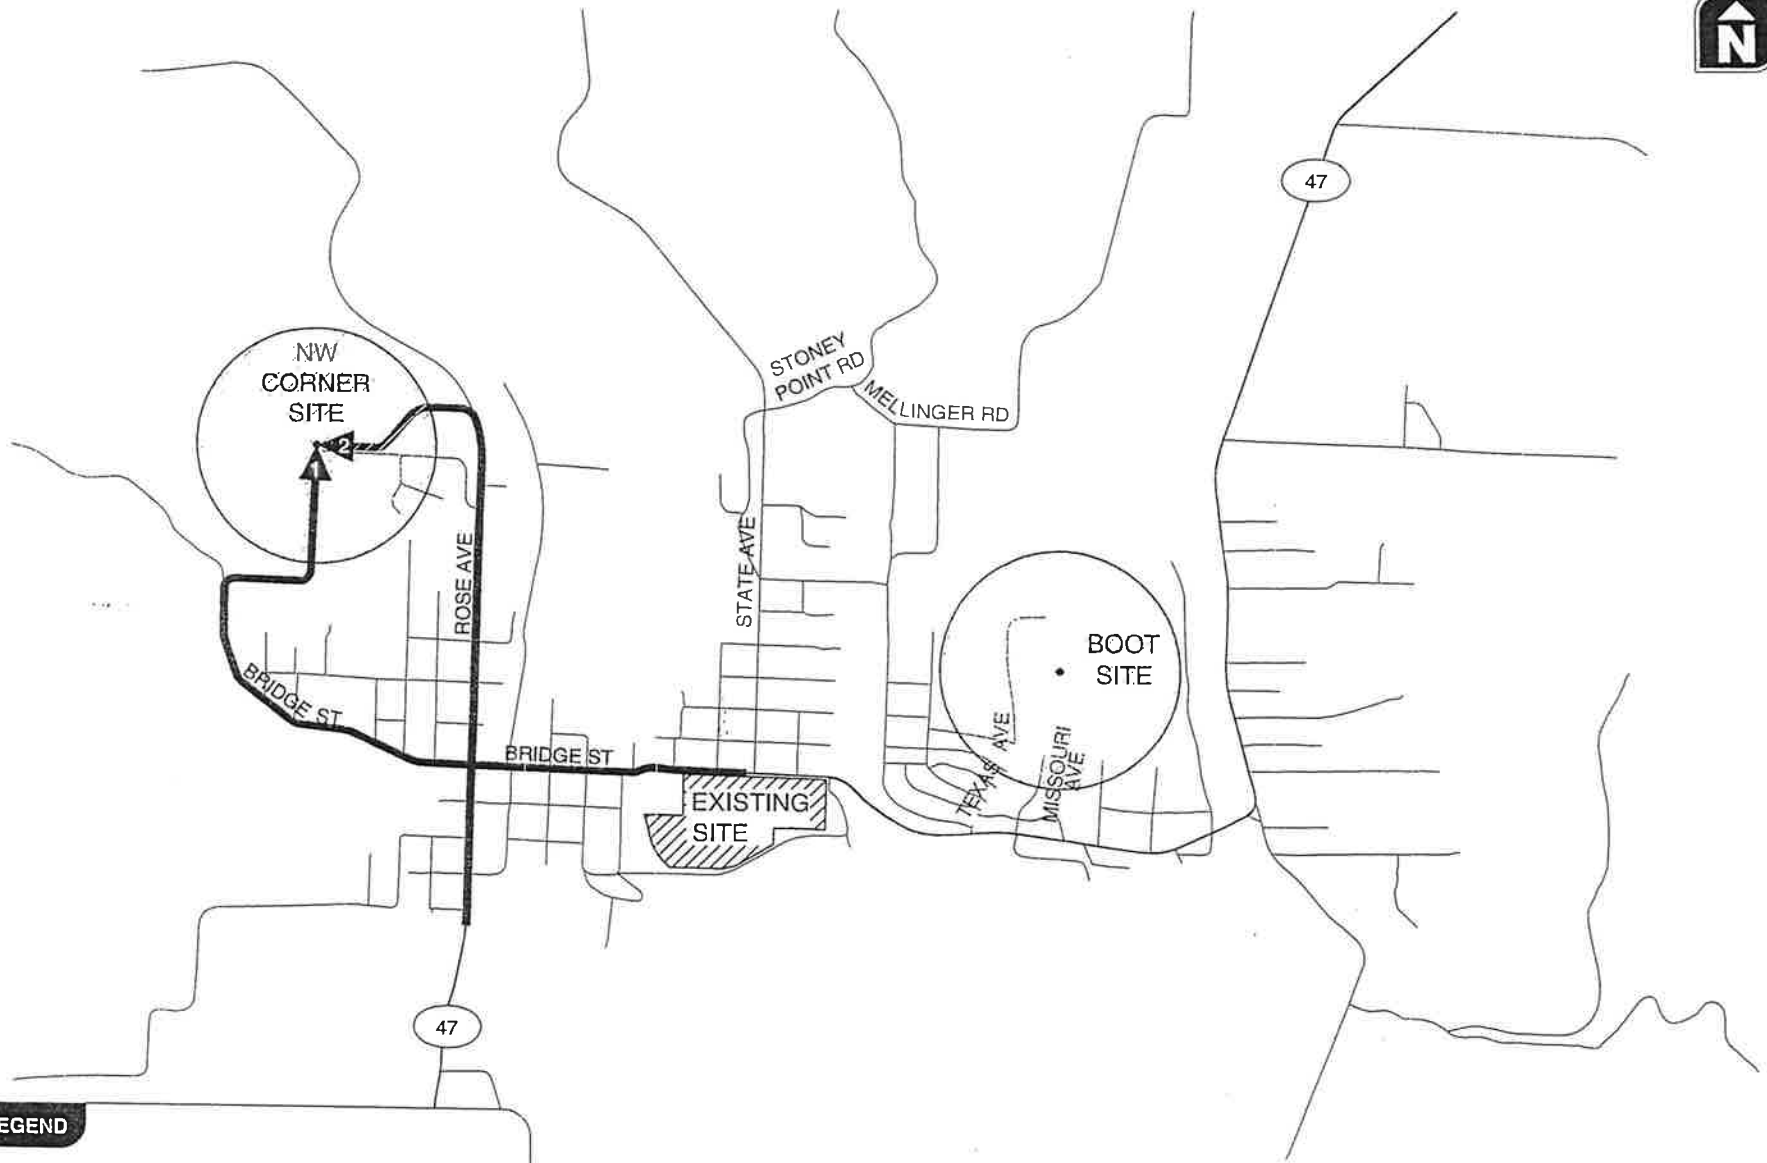 N
47
NW
CORNER
SITE
STONEY
POINT RD
MELLINGER RD
2
1
STATE AVE
ROSE AVE
BOOT
SITE
BRIDGE ST
TEXAS AVE
MISSOURI
AVE
BRIDGE ST
EXISTING
SITE
47
EGEND